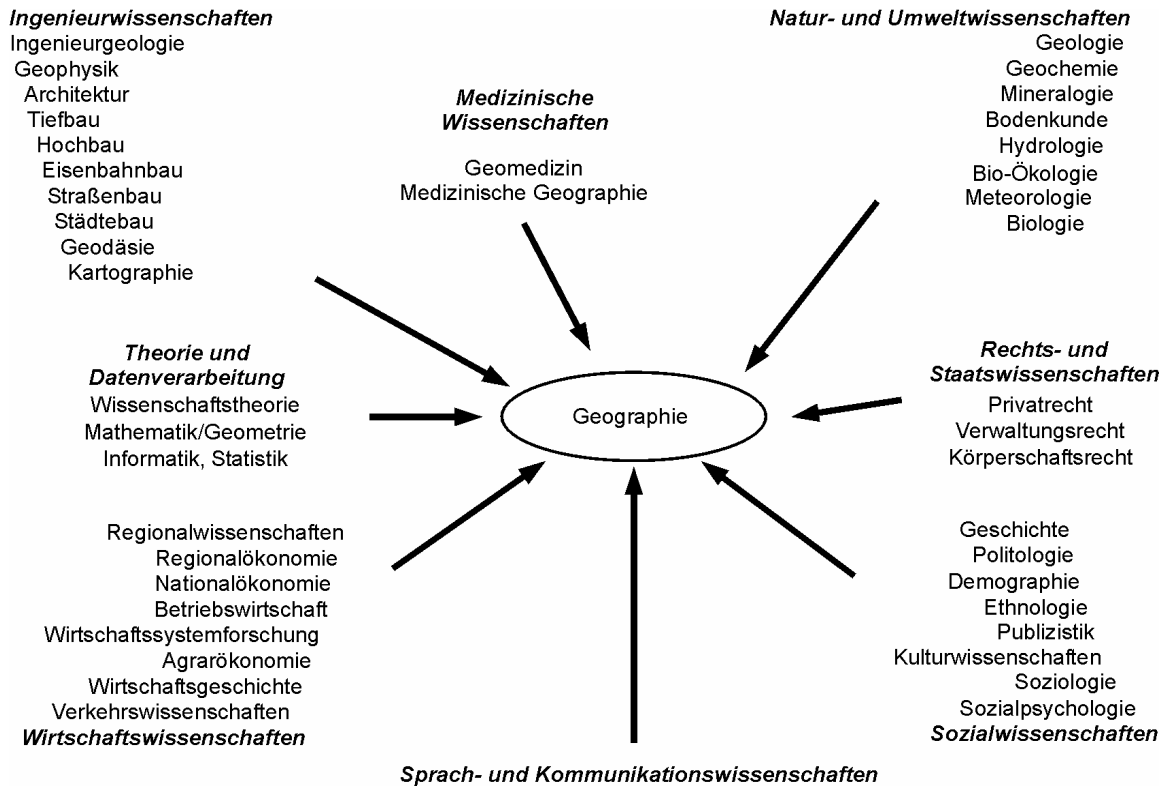 Ingenieurwissenschaften
Ingenieurgeologie
Geophysik
Architektur
Tiefbau
Hochbau
Eisenbahnbau
Straßenbau
Städtebau
Geodäsie
Kartographie
Medizinische
Wissenschaften
Geomedizin
Medizinische Geographie
Natur- und Umweltwissenschaften
Geologie
Geochemie
Mineralogie
Bodenkunde
Hydrologie
Bio-Ökologie
Meteorologie
Biologie
Theorie und
Datenverarbeitung
Wissenschaftstheorie
Mathematik/Geometrie
Informatik, Statistik
Geographie
Rechts- und
Staatswissenschaften
Privatrecht
Verwaltungsrecht
Körperschaftsrecht
Regionalwissenschaften
Regionalökonomie
Nationalökonomie
Betriebswirtschaft
Wirtschaftssystemforschung
Agrarökonomie
Wirtschaftsgeschichte
Verkehrswissenschaften
Wirtschaftswissenschaften
Geschichte
Politologie
Demographie
Ethnologie
Publizistik
Kulturwissenschaften
Soziologie
Sozialpsychologie
Sozialwissenschaften
Sprach- und Kommunikationswissenschaften